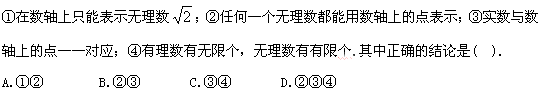 ①在数轴上只能表示无理数√2;②任何一个无理数都能用数轴上的点表示;③实数与数
轴上的点一一对应;④有理数有无限个,无理数有有限个.其中正确的结论是( ).
A.①② B.②③ C.③④ D.②③④